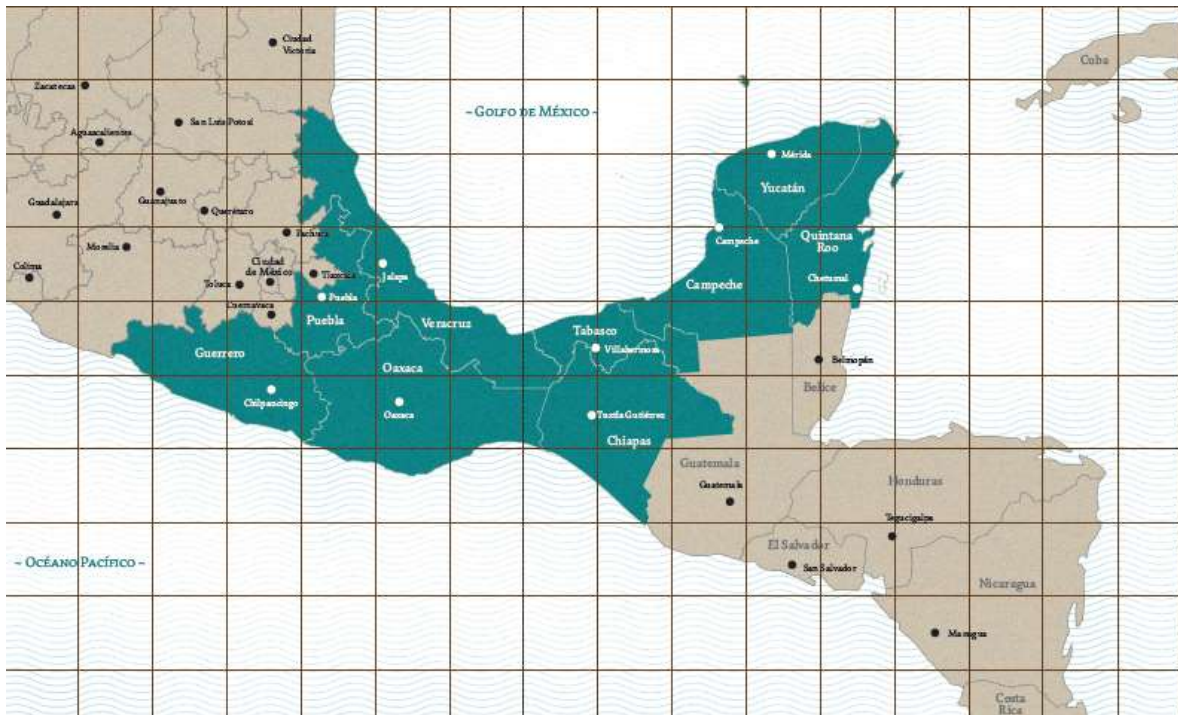 Ciudad
Victoria
Cuba
Zacatecas
~ Golfo de México ~
San Luis Potosí
Aguascalientes
Mérida
Yucatán
Guadalajara
Guanajuato
Querétaro
Pachuca
Campeche
Quintana
Roo
Morelia
Colima
Ciudad
de México
Tlaxcala
Jalapa
Toluca
Chetumal
Campeche
Puebla
Cuernavaca
Puebla
Veracruz
Tabasco
Villahermosa
Guerrero
Oaxaca
Belmopán
Belice
Chilpancingo
Oaxaca
Tuxtla Gutiérrez
Chiapas
Guatemala
Guatemala
Honduras
Tegucigalpa
El Salvador
San Salvador
~ Océano Pacífico ~
Nicaragua
Managua
Costa
Rica